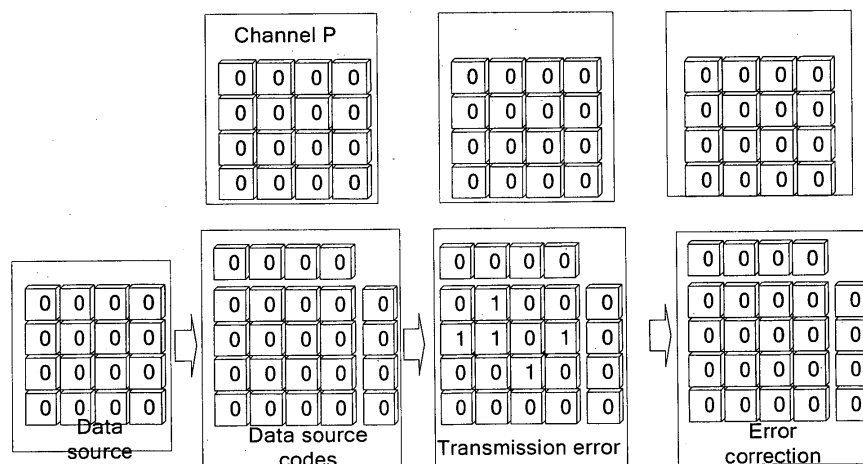 Channel P
0 0 0 0 0 0 0 0 0 0 0 0
0 0 0 0 0 0 0 0 0 0 0 0
0 0 0 0 0 0 0 0 0 0 0 0
0 0 0 0 0 0 0 0 0 0 0 0
0 0 0 0 0 0 0 0 0 0 0 0
0 0 0 0 0 0 0 0 0 0 1 0 0 0 0 0 0 0 0
0 0 0 0 0 0 0 0 0 1 1 0 1 0 0 0 0 0 0
0 0 0 0 0 0 0 0 0 0 0 1 0 0 0 0 0 0 0
0 0 0 0 0 0 0 0 0 0 0 0 0 0 0 0 0 0 0
Data
source
Data source
codes
Transmission error
Error
correction